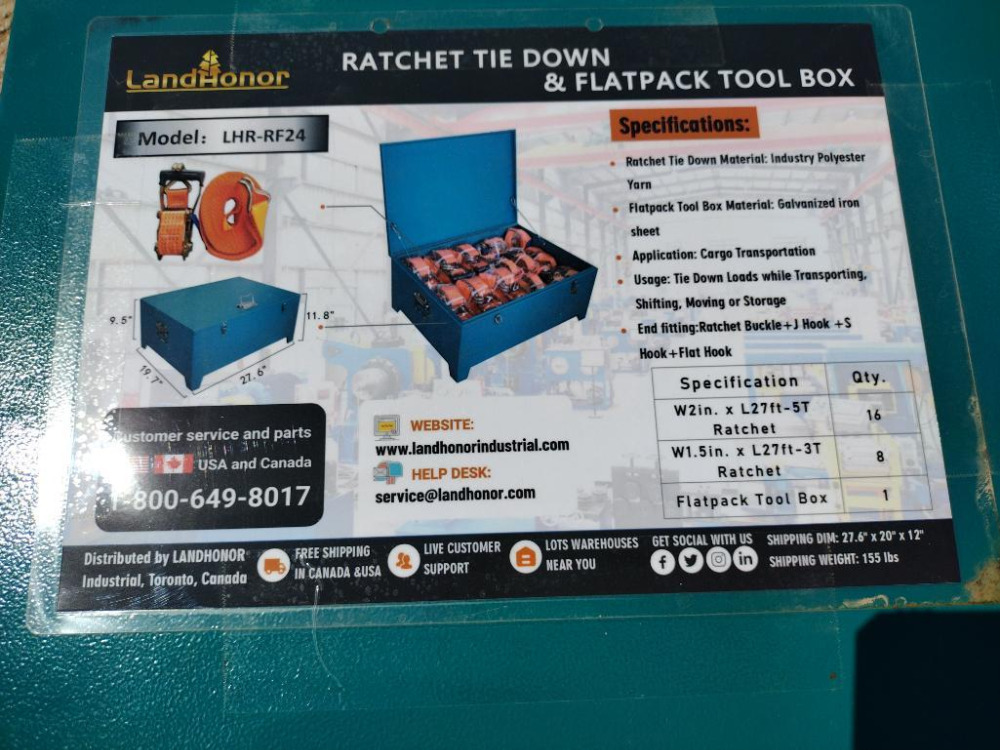 LandHonor
RATCHET TIE DOWN
& FLATPACK TOOL BOX
Model: LHR-RF24
9.5"
11.8"
19.7"
27.6"
Specifications:
Ratchet Tie Down Material: Industry Polyester
Yarn
Flatpack Tool Box Material: Galvanized iron
sheet
Application: Cargo Transportation
Usage: Tie Down Loads while Transporting,
Shifting, Moving or Storage
End fitting:Ratchet Buckle+J Hook +S
Hook+Flat Hook
Specification Qty.
W2in. x L27ft-5T
Ratchet
16
W1.5in. x L27ft-3T
Ratchet
8
Flatpack Tool Box 1
Customer service and parts
USA and Canada
1-800-649-8017
WEBSITE:
www.landhonorindustrial.com
HELP DESK:
service@landhonor.com
Distributed by LANDHONOR
Industrial, Toronto, Canada
FREE SHIPPING
IN CANADA &USA
LIVE CUSTOMER
SUPPORT
LOTS WAREHOUSES
NEAR YOU
GET SOCIAL WITH US
SHIPPING DIM: 27.6" x 20" x 12"
SHIPPING WEIGHT: 155 lbs